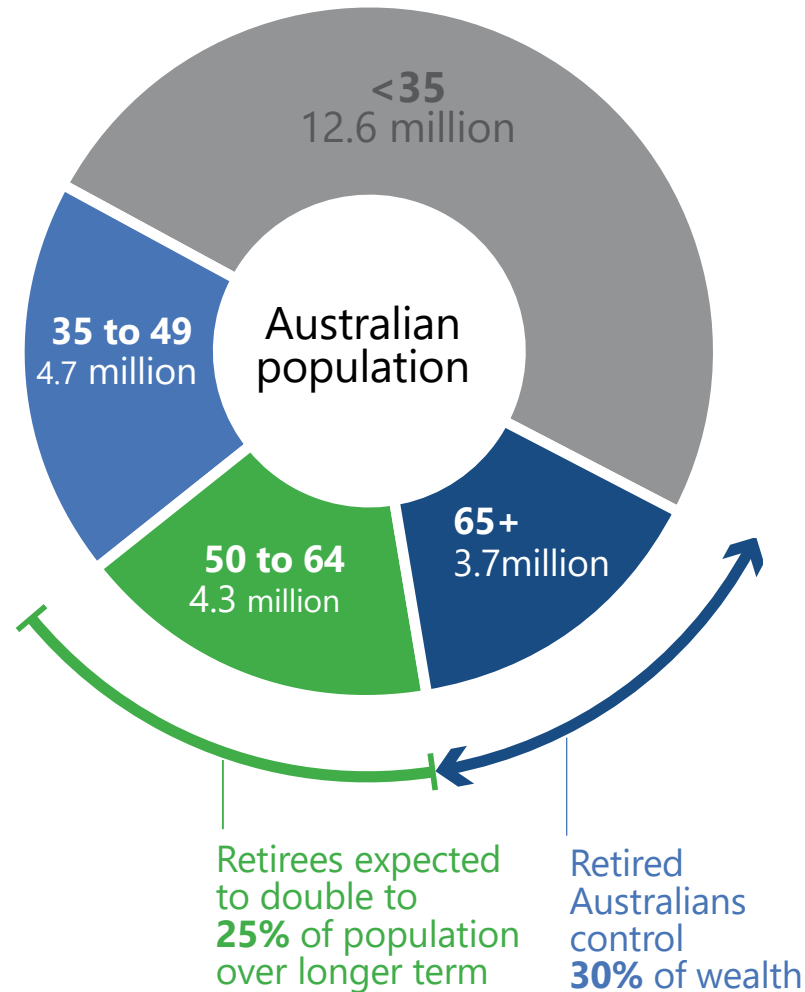 <35
12.6 million
35 to 49
4.7 million
Australian
population
50 to 64
4.3 million
65+
3.7million
Retirees expected
to double to
25% of population
over longer term
Retired
Australians
control
30% of wealth